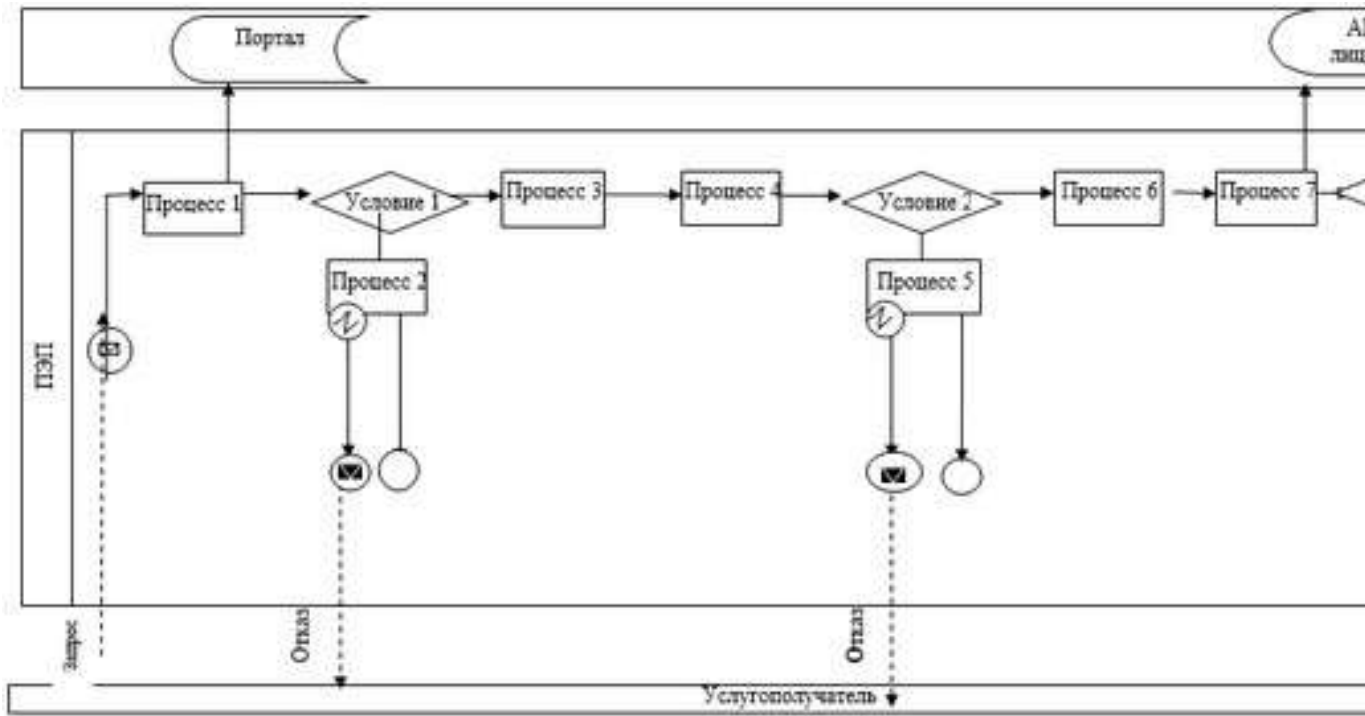 Портал
Процесс 1
Условие 1
Процесс 3
Процесс 4
Условие 2
Процесс 6
Процесс 7
Процесс 2
Процесс 5
ПЭП
Запрос
Отказ
Отказ
Услугополучатель